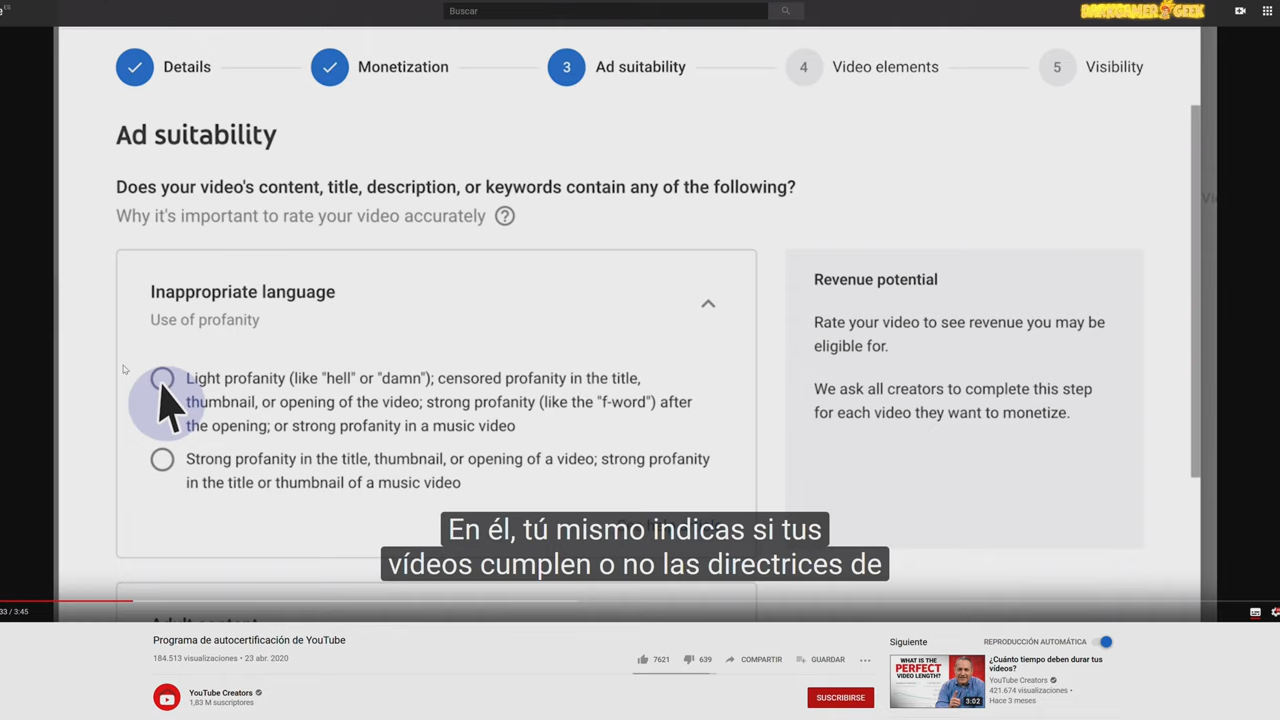 ES
Buscar
DARKGAMER GEEK
Details
Monetization
3
Ad suitability
4
Video elements
5
Visibility
Ad suitability
Does your video's content, title, description, or keywords contain any of the following?
Why it's important to rate your video accurately ?
Inappropriate language
Use of profanity
Light profanity (like "hell" or "damn"); censored profanity in the title,
thumbnail, or opening of the video; strong profanity (like the "f-word") after
the opening; or strong profanity in a music video
Strong profanity in the title, thumbnail, or opening of a video; strong profanity
in the title or thumbnail of a music video
Revenue potential
Rate your video to see revenue you may be
eligible for.
We ask all creators to complete this step
for each video they want to monetize.
En él, tú mismo indicas si tus
vídeos cumplen o no las directrices de
Adult content
33 / 3:45
Programa de autocertificación de YouTube
184.513 visualizaciones • 23 abr. 2020
7621
639
COMPARTIR
GUARDAR
YouTube Creators
1,83 M suscriptores
SUSCRIBIRSE
Siguiente
REPRODUCCIÓN AUTOMÁTICA
WHAT IS THE
PERFECT
VIDEO LENGTH?
3:02
¿Cuánto tiempo deben durar tus
vídeos?
YouTube Creators
421.674 visualizaciones •
Hace 3 meses